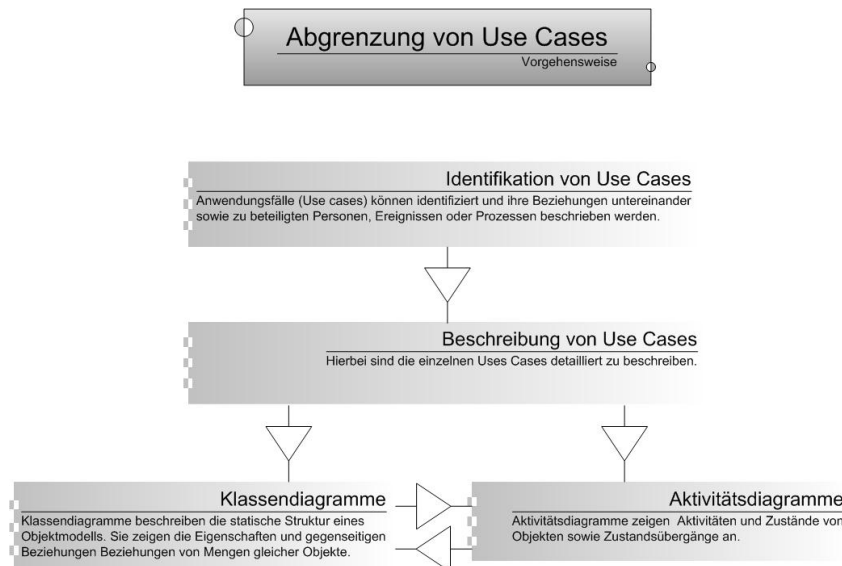 Abgrenzung von Use Cases
Vorgehensweise
Identifikation von Use Cases
Anwendungsfälle (Use cases) können identifiziert und ihre Beziehungen untereinander
sowie zu beteiligten Personen, Ereignissen oder Prozessen beschrieben werden.
Beschreibung von Use Cases
Hierbei sind die einzelnen Uses Cases detailliert zu beschreiben.
Klassendiagramme
Klassendiagramme beschreiben die statische Struktur eines
Objektmodells. Sie zeigen die Eigenschaften und gegenseitigen
Beziehungen Beziehungen von Mengen gleicher Objekte.
Aktivitätsdiagramme
Aktivitätsdiagramme zeigen Aktivitäten und Zustände von
Objekten sowie Zustandsübergänge an.